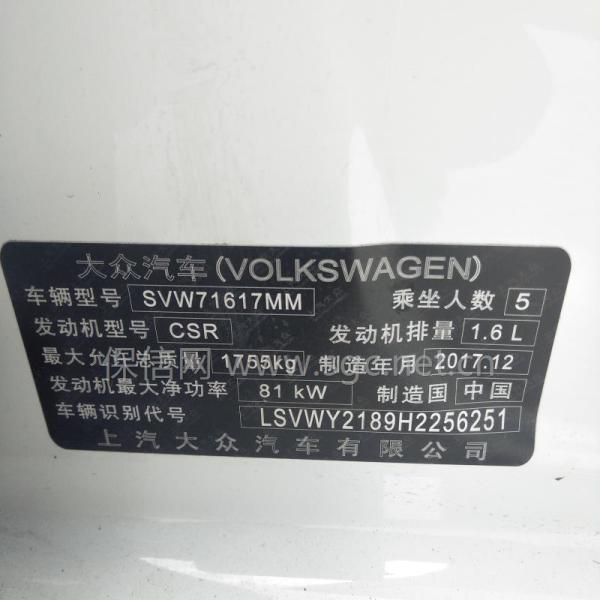 大众汽车(VOLKSWAGEN)
车辆型号 SVW71617MM 乘坐人数 5
发动机型号 CSR 发动机排量 1.6 L
最大允许总质量 1755kg 制造年月 2017.12
发动机最大净功率 81 kW 制造国 中国
车辆识别代号 LSVWY2189H2256251
上汽大众汽车有限公司